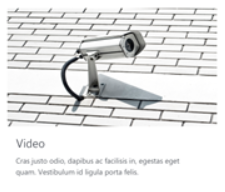 Video
Cras justo odio, dapibus ac facilisis in, egestas eget
quam. Vestibulum id ligula porta felis.